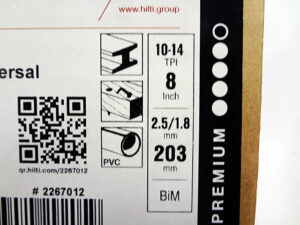 www.hilti.group
ersal
10-14
TPI
8
Inch
2.5/1.8
mm
203
mm
BiM
PVC
qr.hilti.com/2267012
# 2267012
PREMIUM